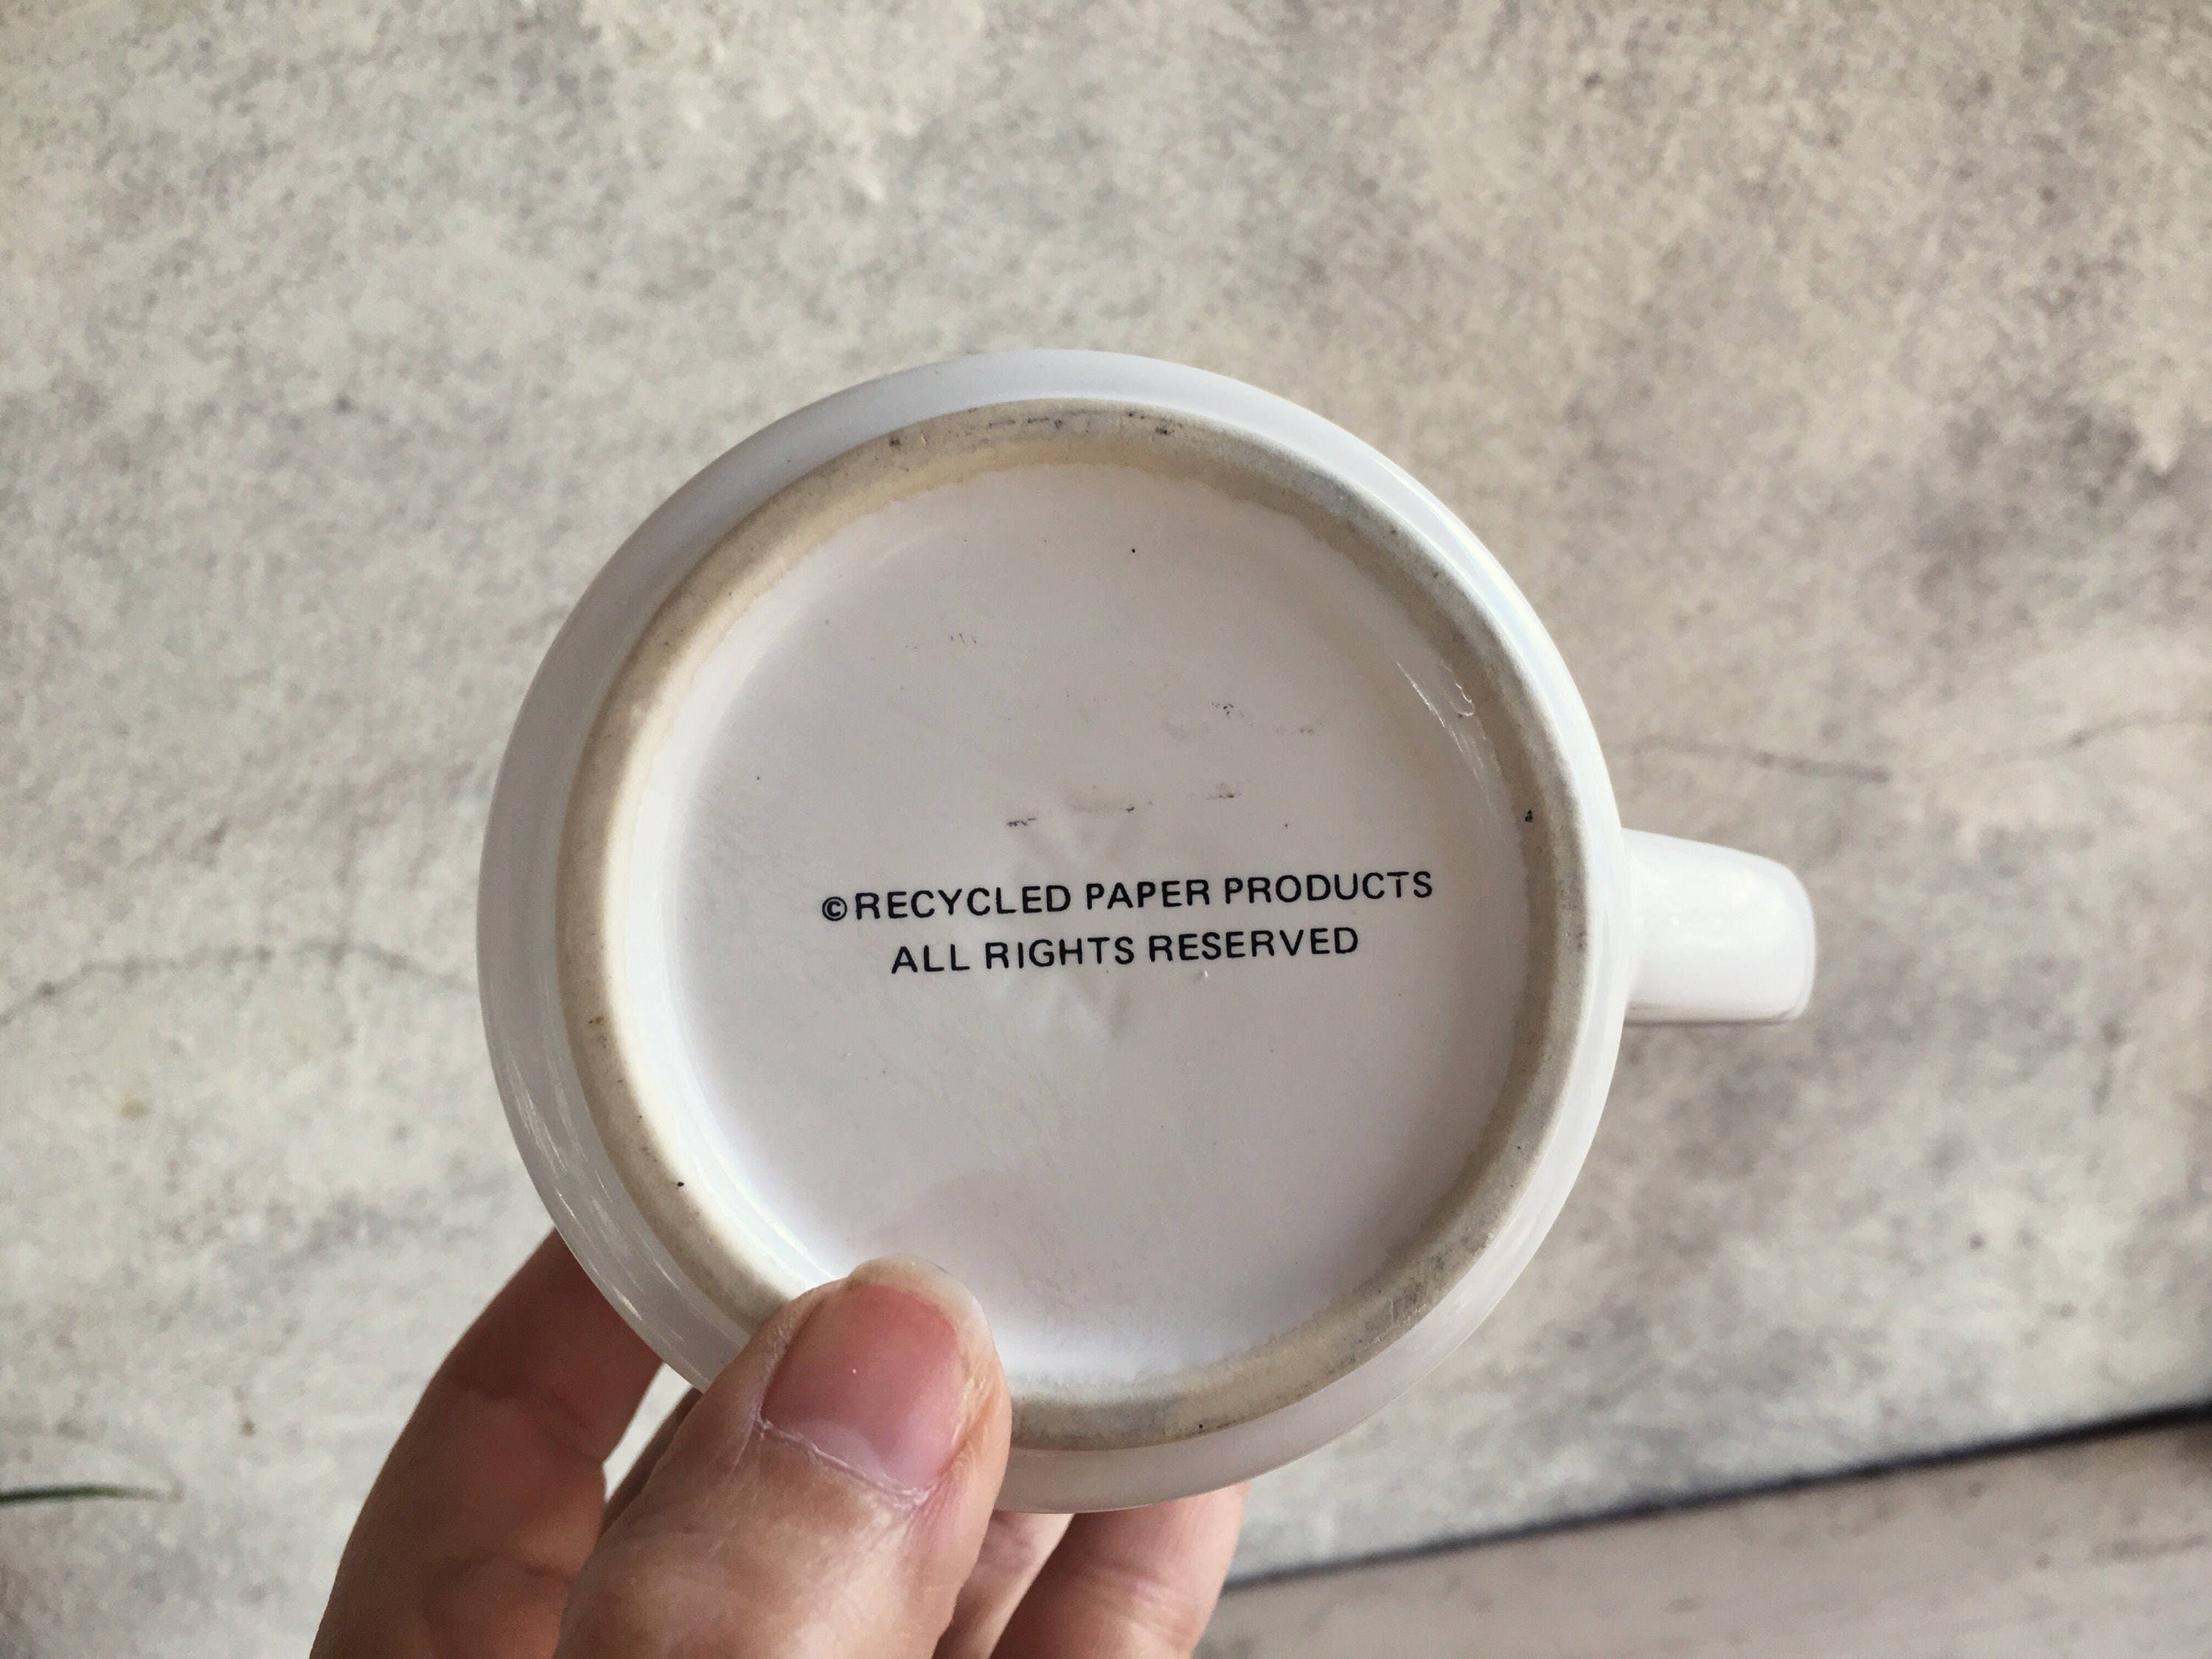 ©RECYCLED PAPER PRODUCTS
ALL RIGHTS RESERVED